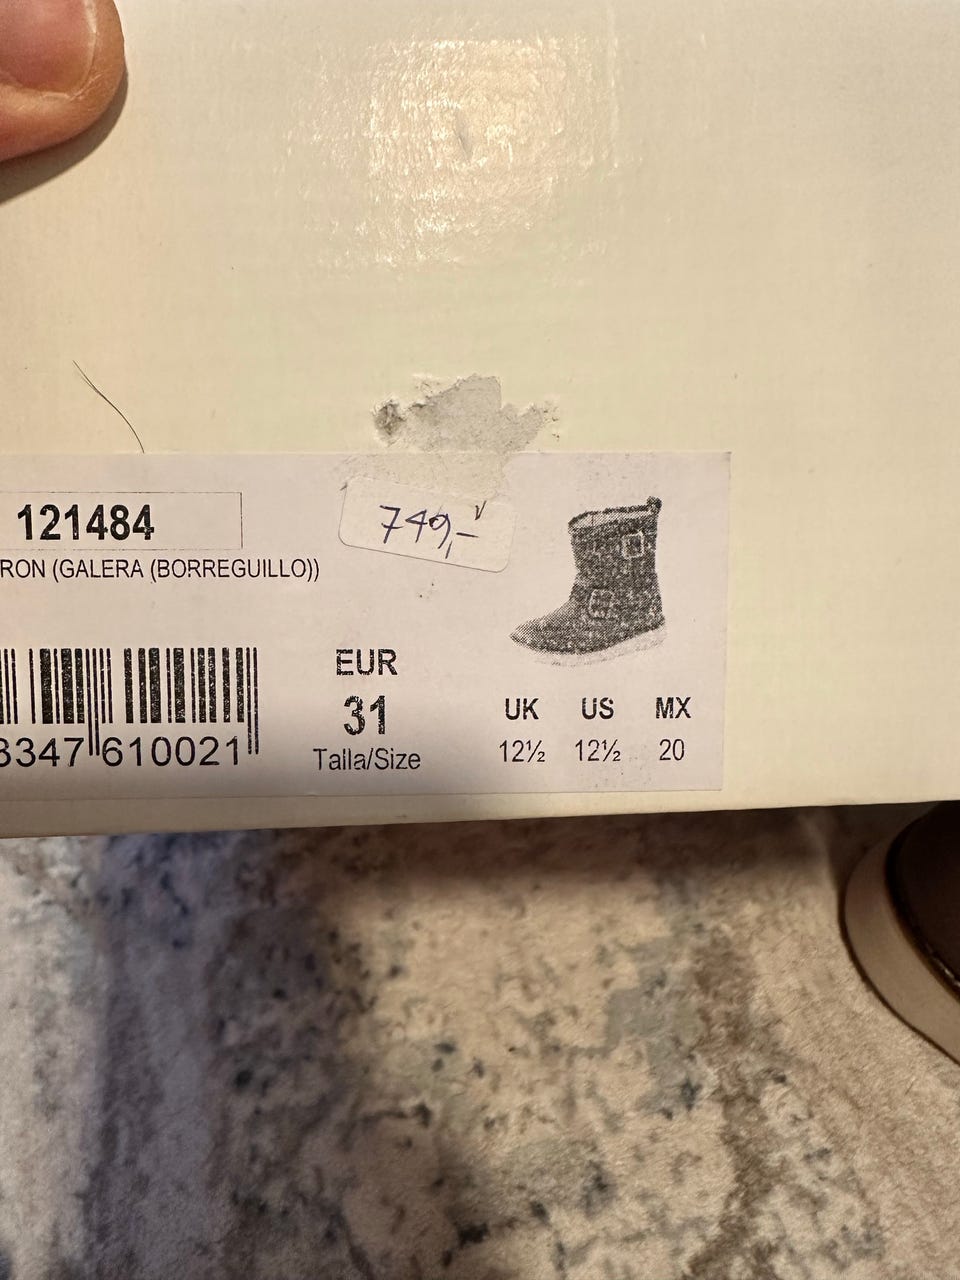 121484
749,-
RON (GALERA (BORREGUILLO))
EUR
31
Talla/Size
UK US MX
12½ 12½ 20
3347 610021